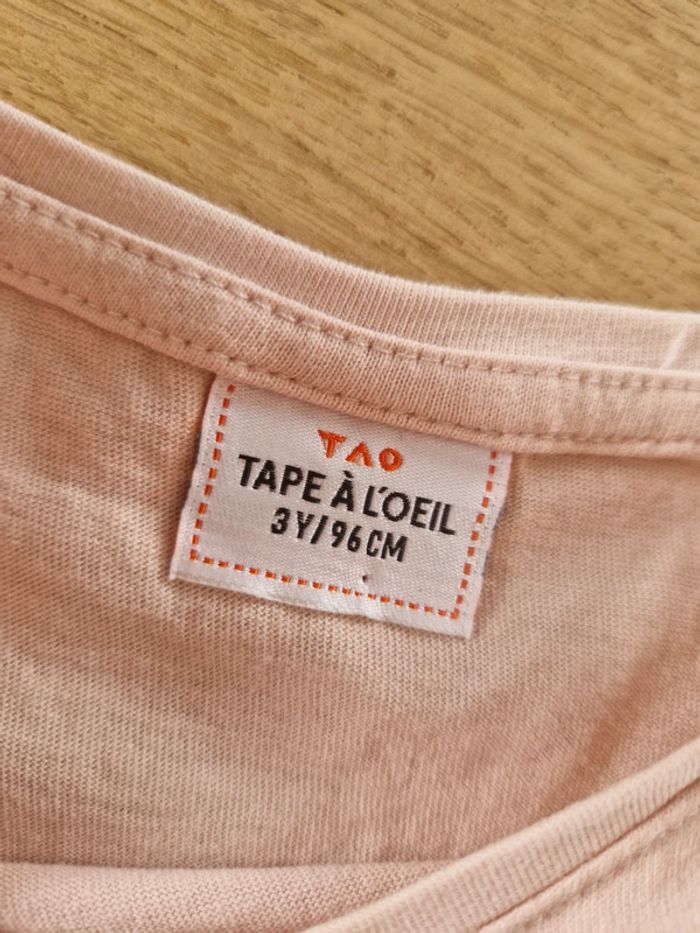 TAO
TAPE À L'OEIL
3Y/96CM